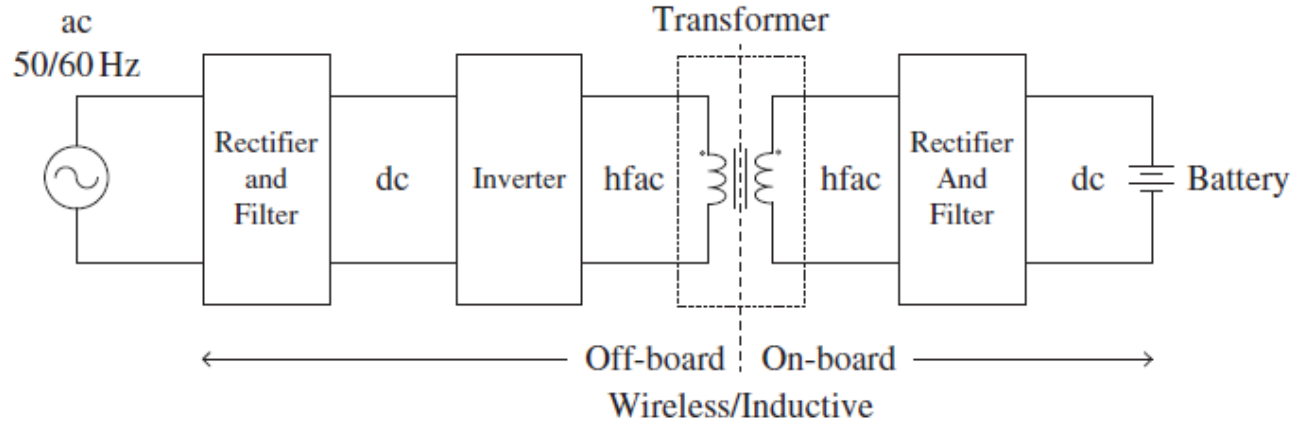 Transformer
ac
50/60 Hz
Rectifier
and
Filter
dc
Inverter
hfac
hfac
Rectifier
And
Filter
dc
Battery
Off-board
On-board
Wireless/Inductive